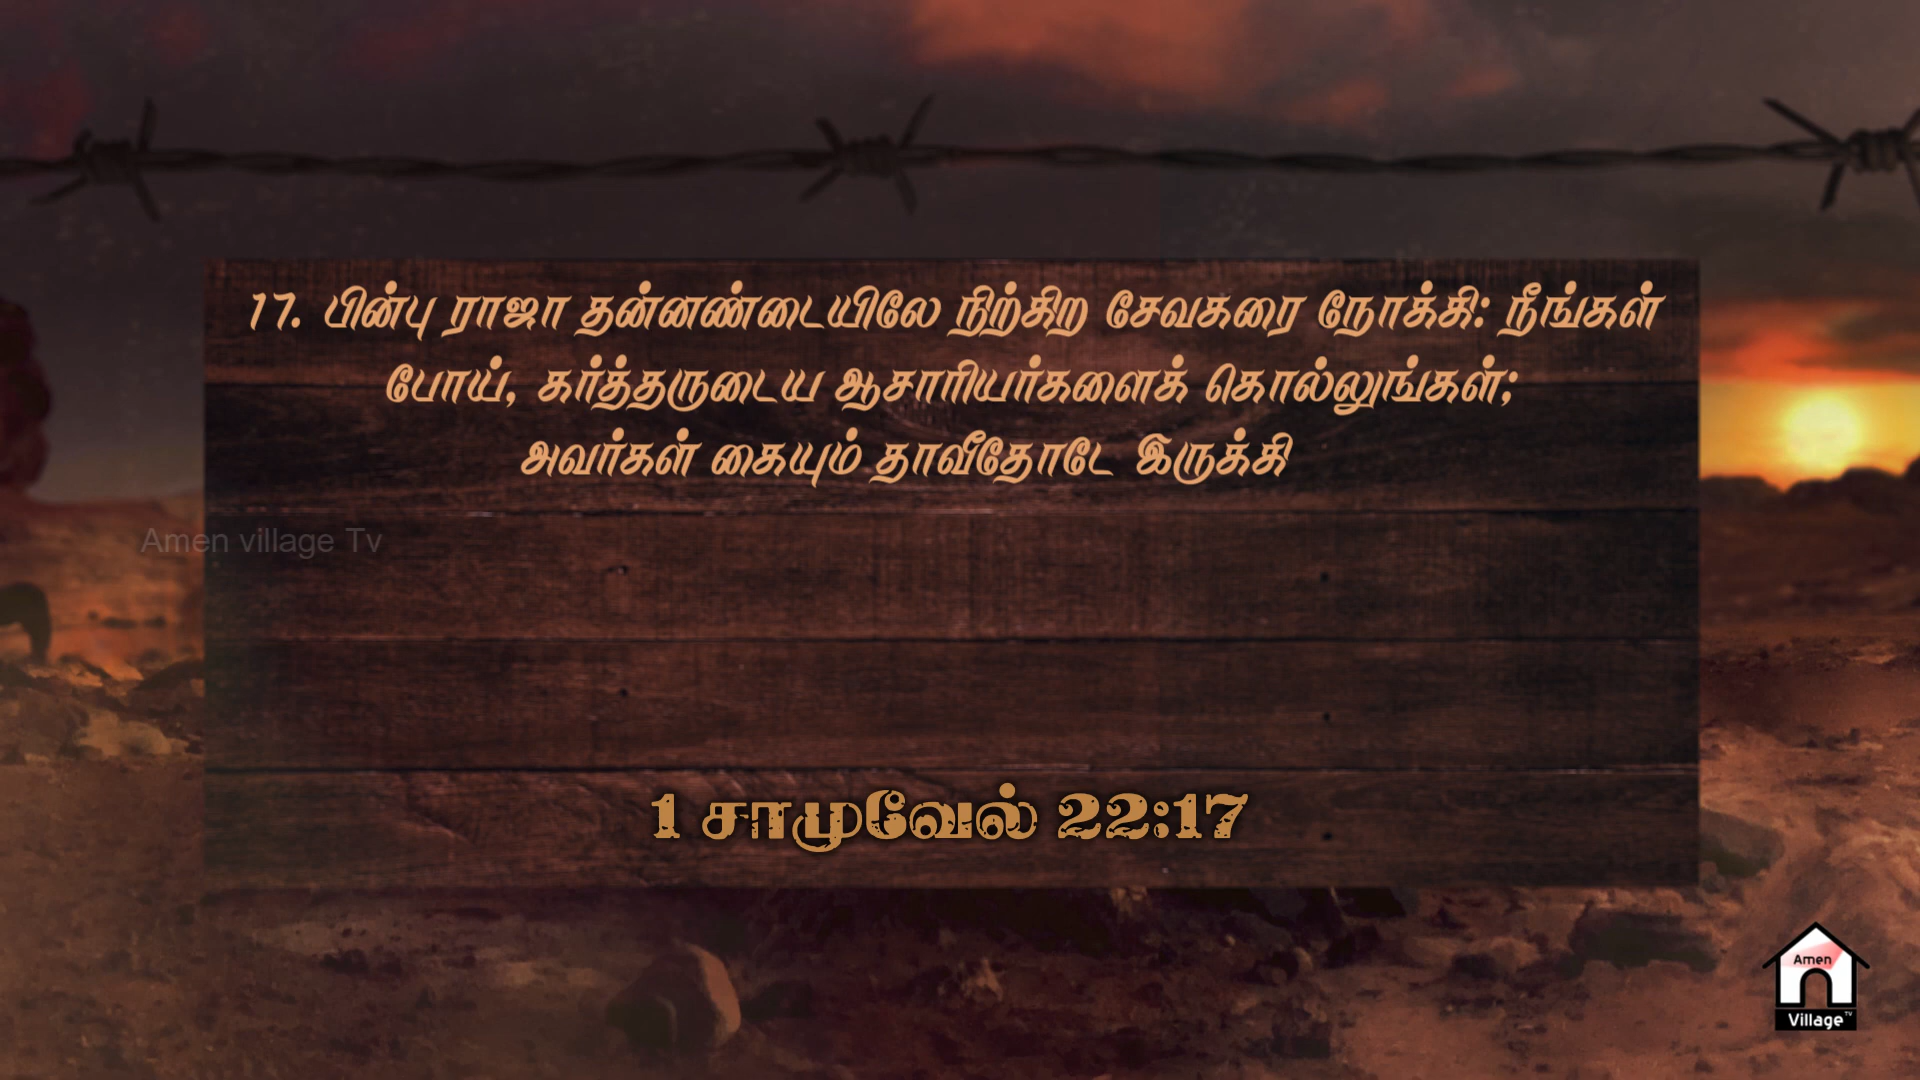 17. பின்பு ராஜா தன்னண்டையிலே நிற்கிற சேவகரை நோக்கி: நீங்கள்
போய், கர்த்தருடைய ஆசாரியர்களைக் கொல்லுங்கள்;
அவர்கள் கையும் தாவீதோடே இருக்கி
Amen village Tv
1 சாமுவேல் 22:17
Amen
Village TV